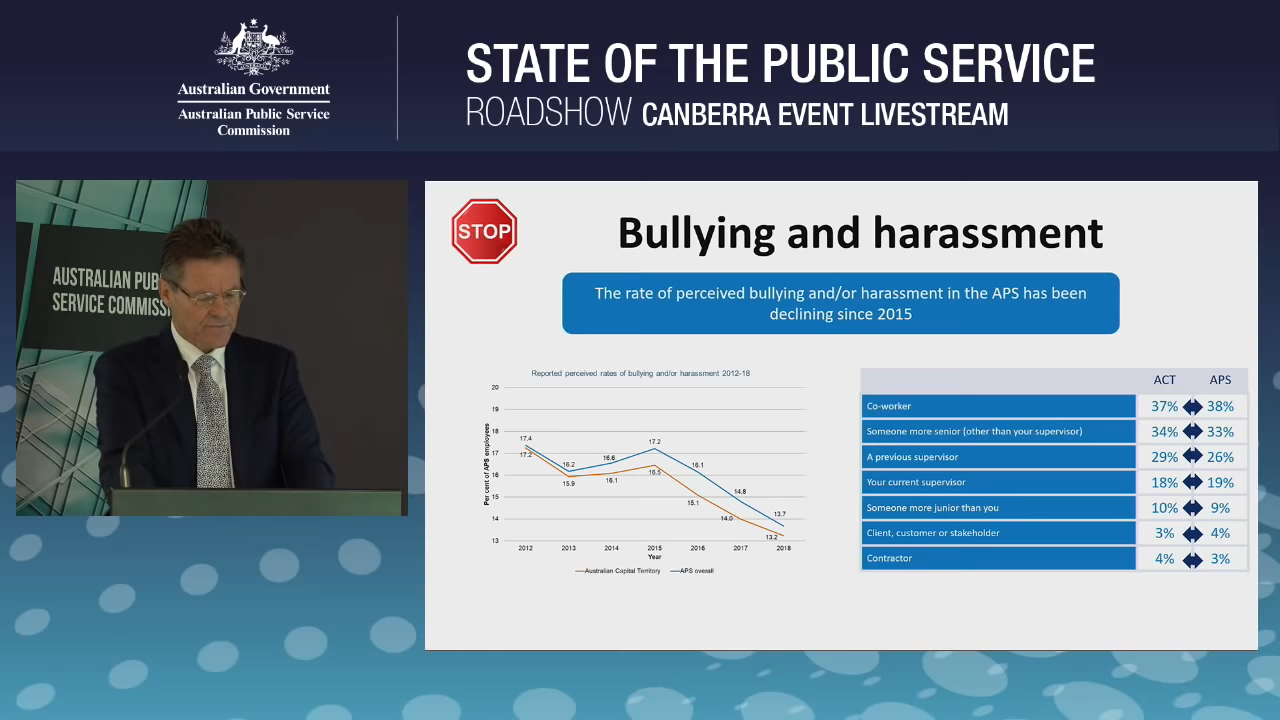 Australian Government
Australian Public Service
Commission
STATE OF THE PUBLIC SERVICE
ROADSHOW CANBERRA EVENT LIVESTREAM
AUSTRALIAN PUB
SERVICE COMMISS
STOP
Bullying and harassment
The rate of perceived bullying and/or harassment in the APS has been
declining since 2015
Reported perceived rates of bullying and/or harassment 2012-18
Per cent of APS employees
20
19
18
17
16
15
14
13
17.4
17.2
16.2
15.9
16.6
16.1
17.2
16.5
16.1
15.1
14.8
14.0
13.7
13.2
2012 2013 2014 2015 2016 2017 2018
Year
Australian Capital Territory APS overall
ACT APS
Co-worker 37% 38%
Someone more senior (other than your supervisor) 34% 33%
A previous supervisor 29% 26%
Your current supervisor 18% 19%
Someone more junior than you 10% 9%
Client, customer or stakeholder 3% 4%
Contractor 4% 3%